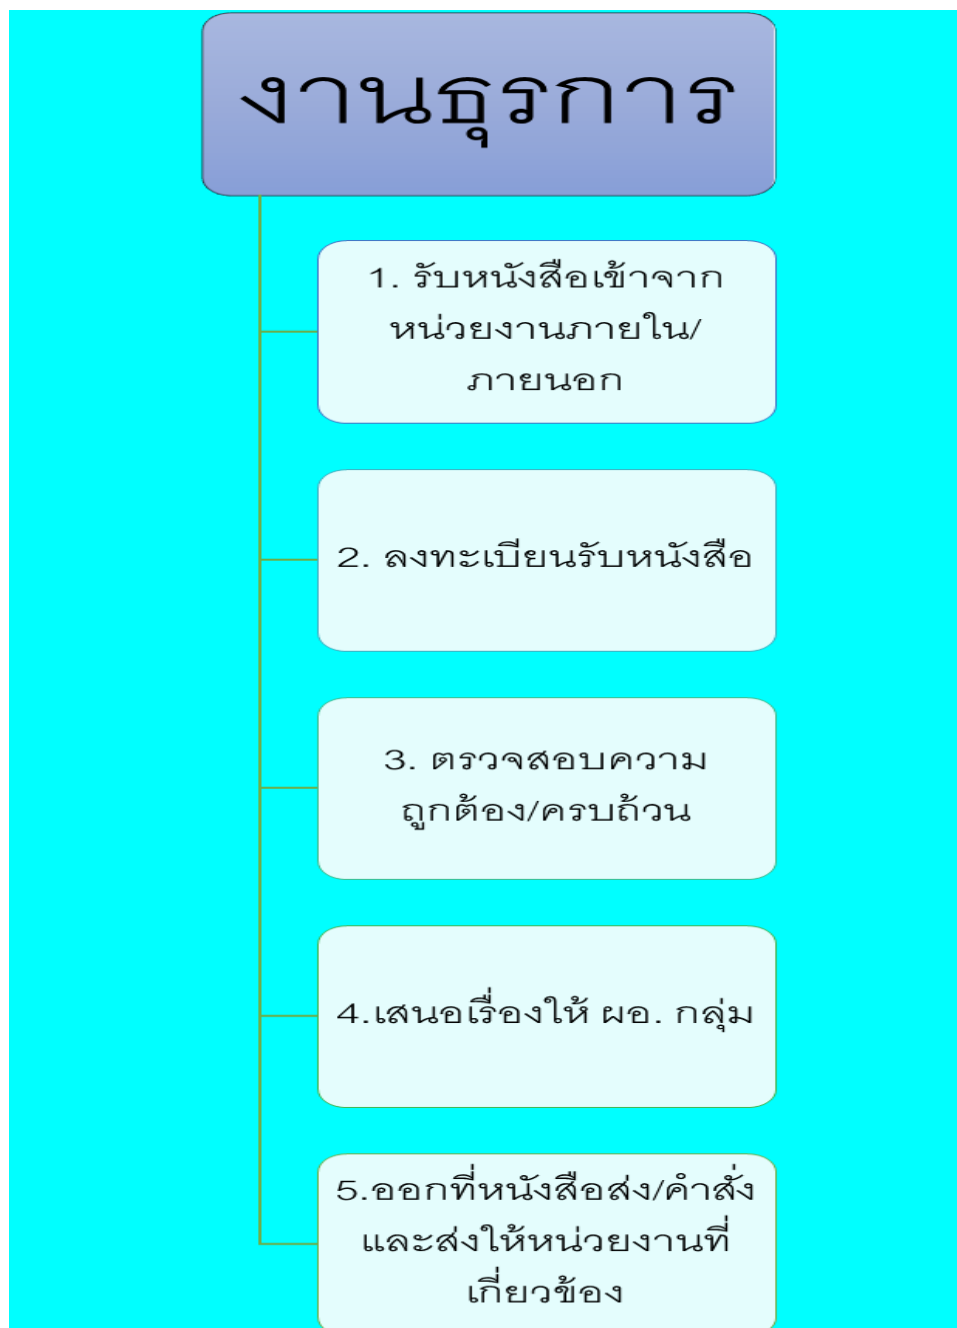 งานธุรการ
1. รับหนังสือเข้าจาก
หน่วยงานภายใน/
ภายนอก
2. ลงทะเบียนรับหนังสือ
3. ตรวจสอบความ
ถูกต้อง/ครบถ้วน
4.เสนอเรื่องให้ ผอ. กลุ่ม
5.ออกที่หนังสือส่ง/คำสั่ง
และส่งให้หน่วยงานที่
เกี่ยวข้อง